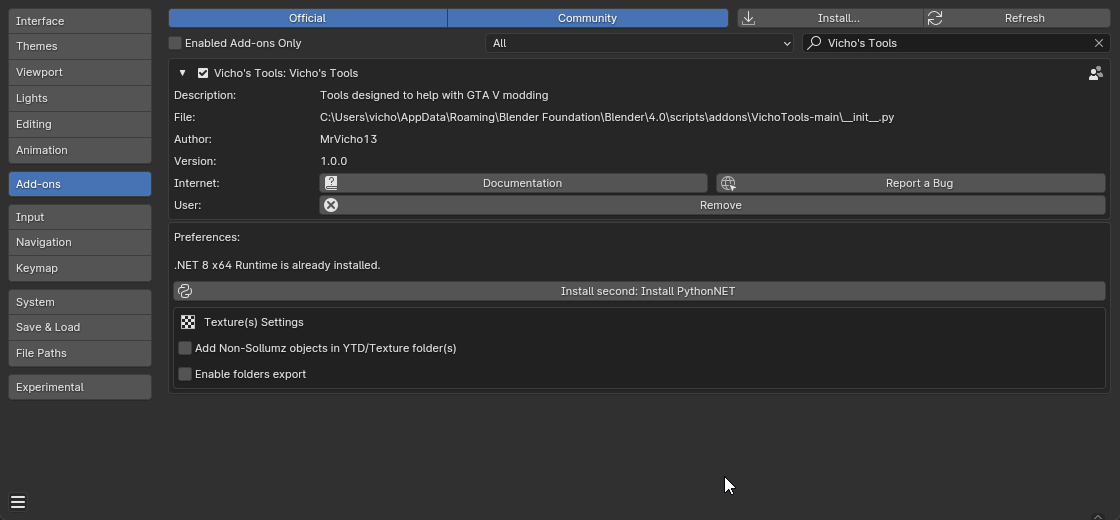 Interface
Themes
Viewport
Lights
Editing
Animation
Add-ons
Input
Navigation
Keymap
System
Save & Load
File Paths
Experimental
Official Community Install... Refresh
Enabled Add-ons Only All Vicho's Tools
Vicho's Tools: Vicho's Tools
Description: Tools designed to help with GTA V modding
File: C:\Users\vicho\AppData\Roaming\Blender Foundation\Blender\4.0\scripts\addons\VichoTools-main\__init__.py
Author: MrVicho13
Version: 1.0.0
Internet: Documentation Report a Bug
User: Remove
Preferences:
.NET 8 x64 Runtime is already installed.
Install second: Install PythonNET
Texture(s) Settings
Add Non-Sollumz objects in YTD/Texture folder(s)
Enable folders export